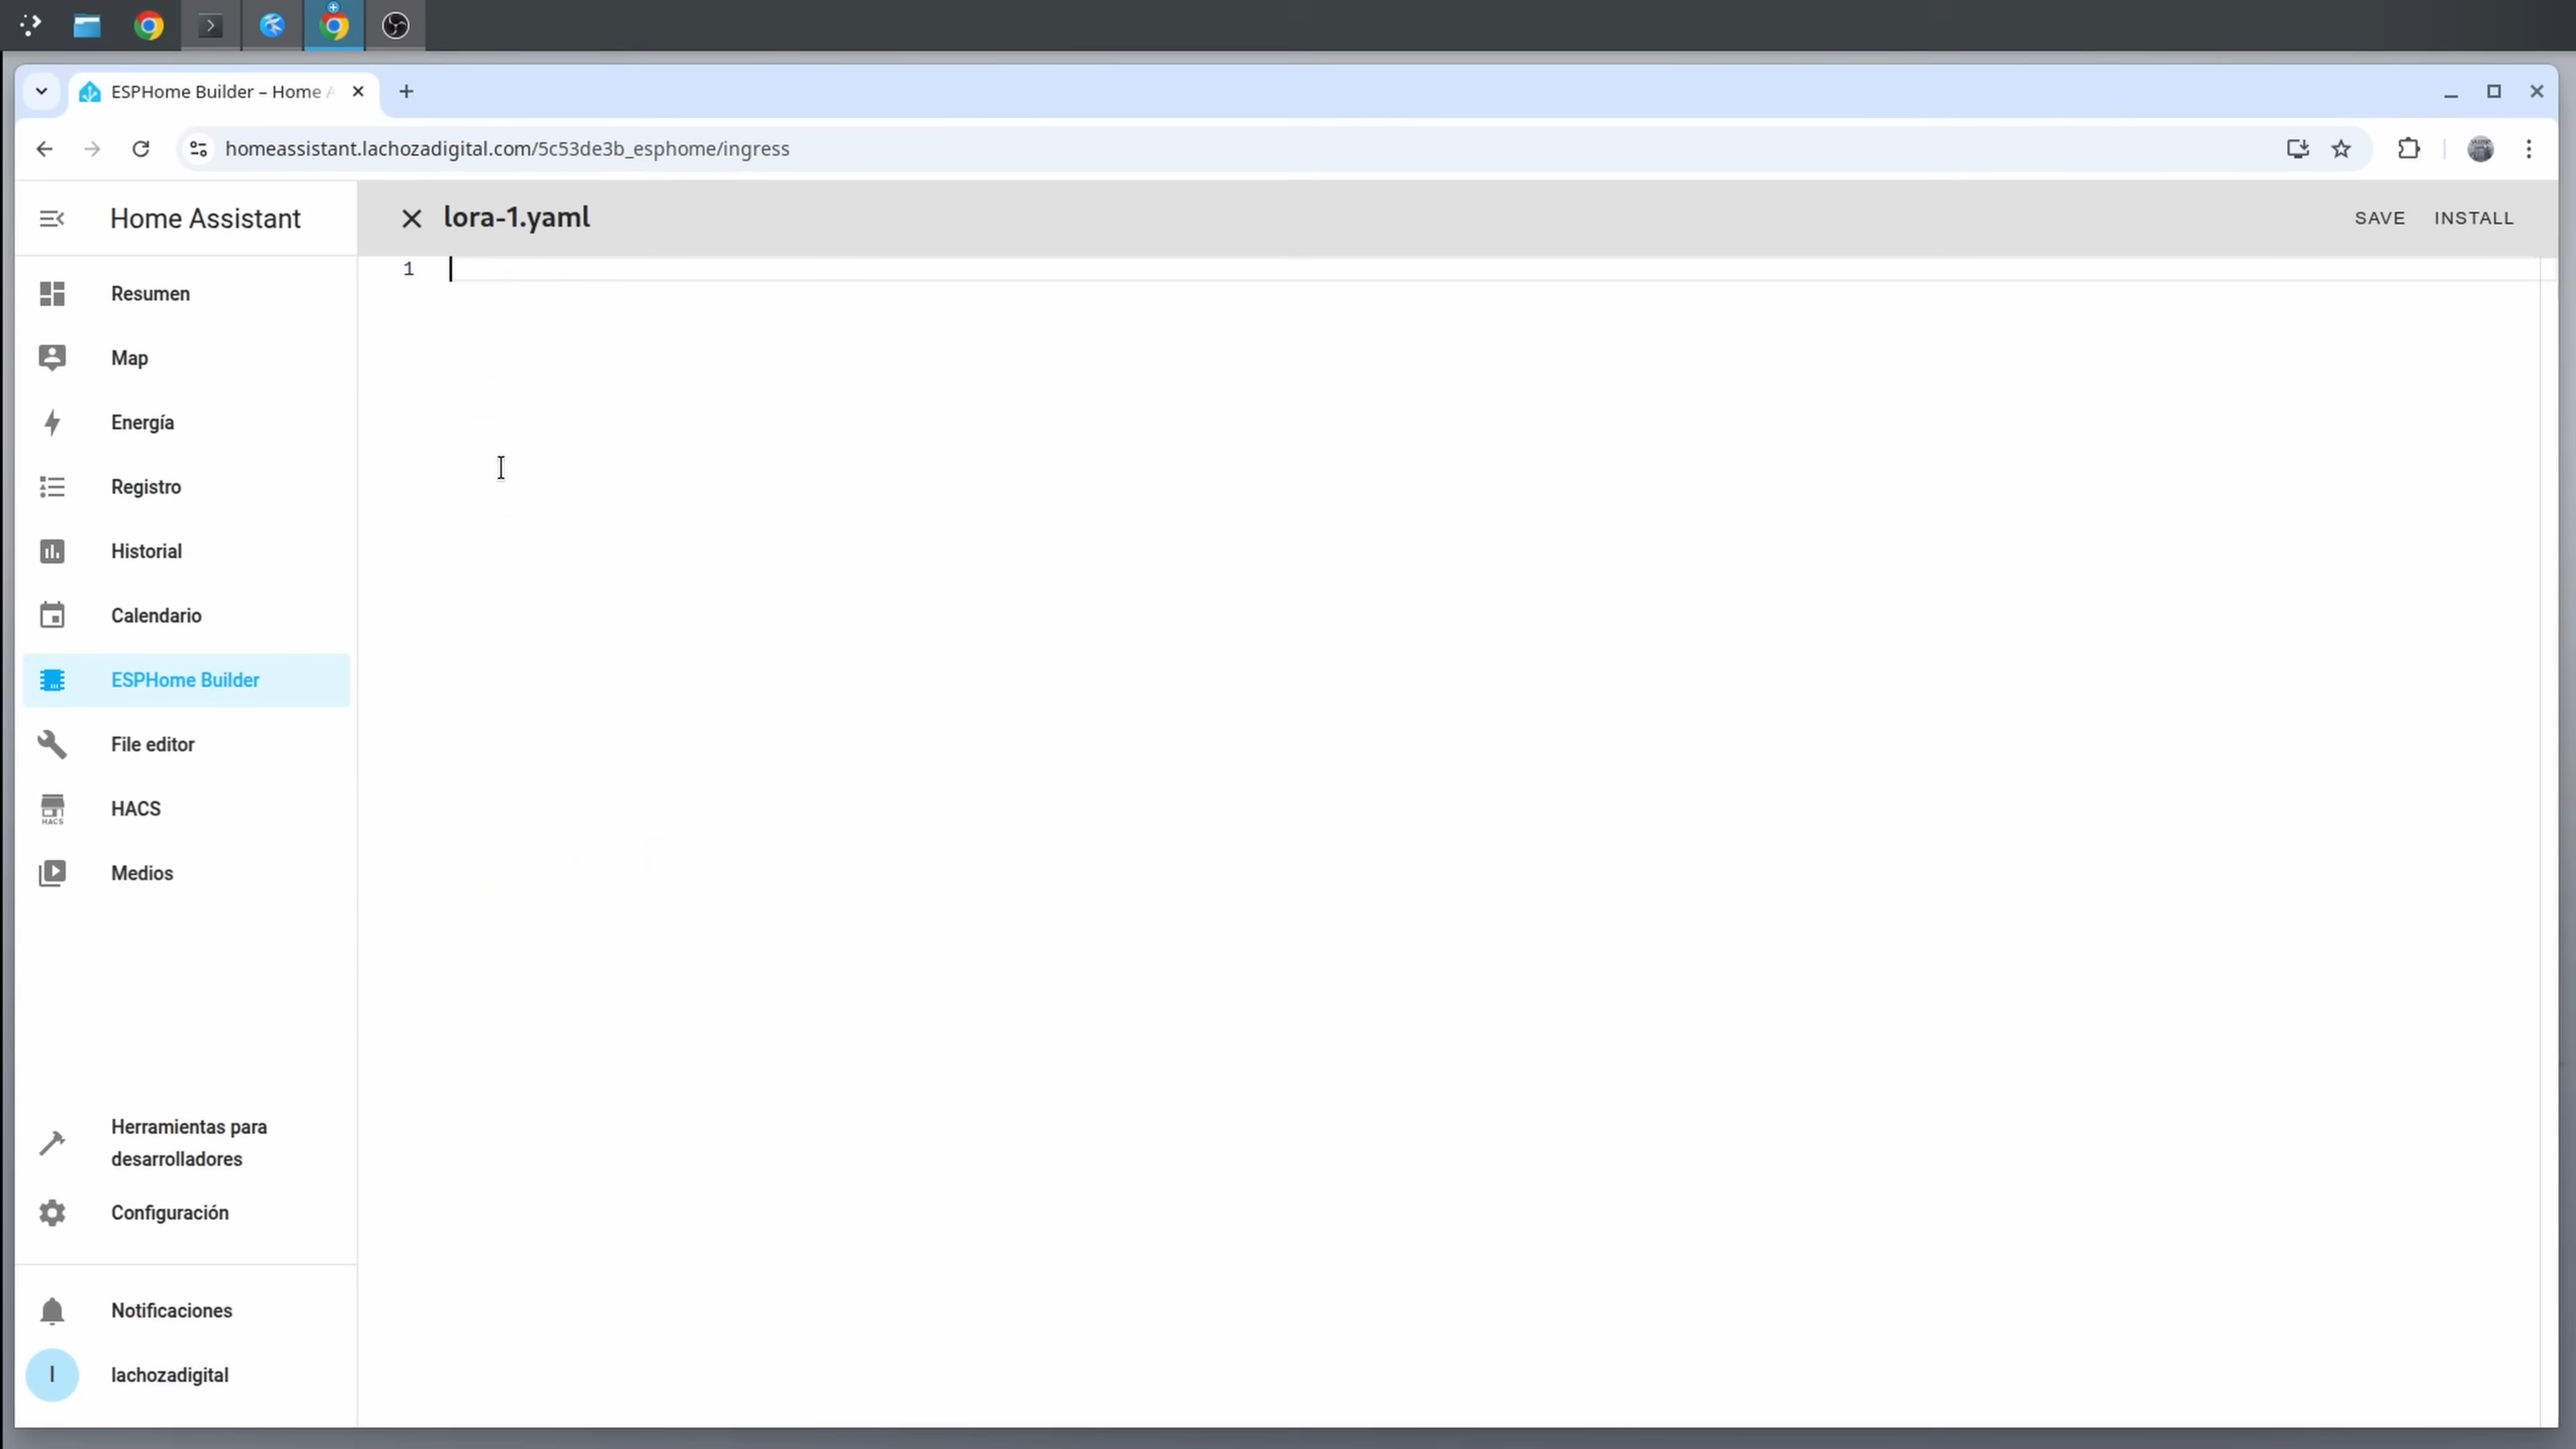 ESPHome Builder – Home A
homeassistant.lachozadigital.com/5c53de3b_esphome/ingress
Home Assistant
lora-1.yaml
SAVE
INSTALL
1
Resumen
Map
Energía
Registro
Historial
Calendario
ESPHome Builder
File editor
HACS
HACS
Medios
Herramientas para
desarrolladores
Configuración
Notificaciones
l
lachozadigital